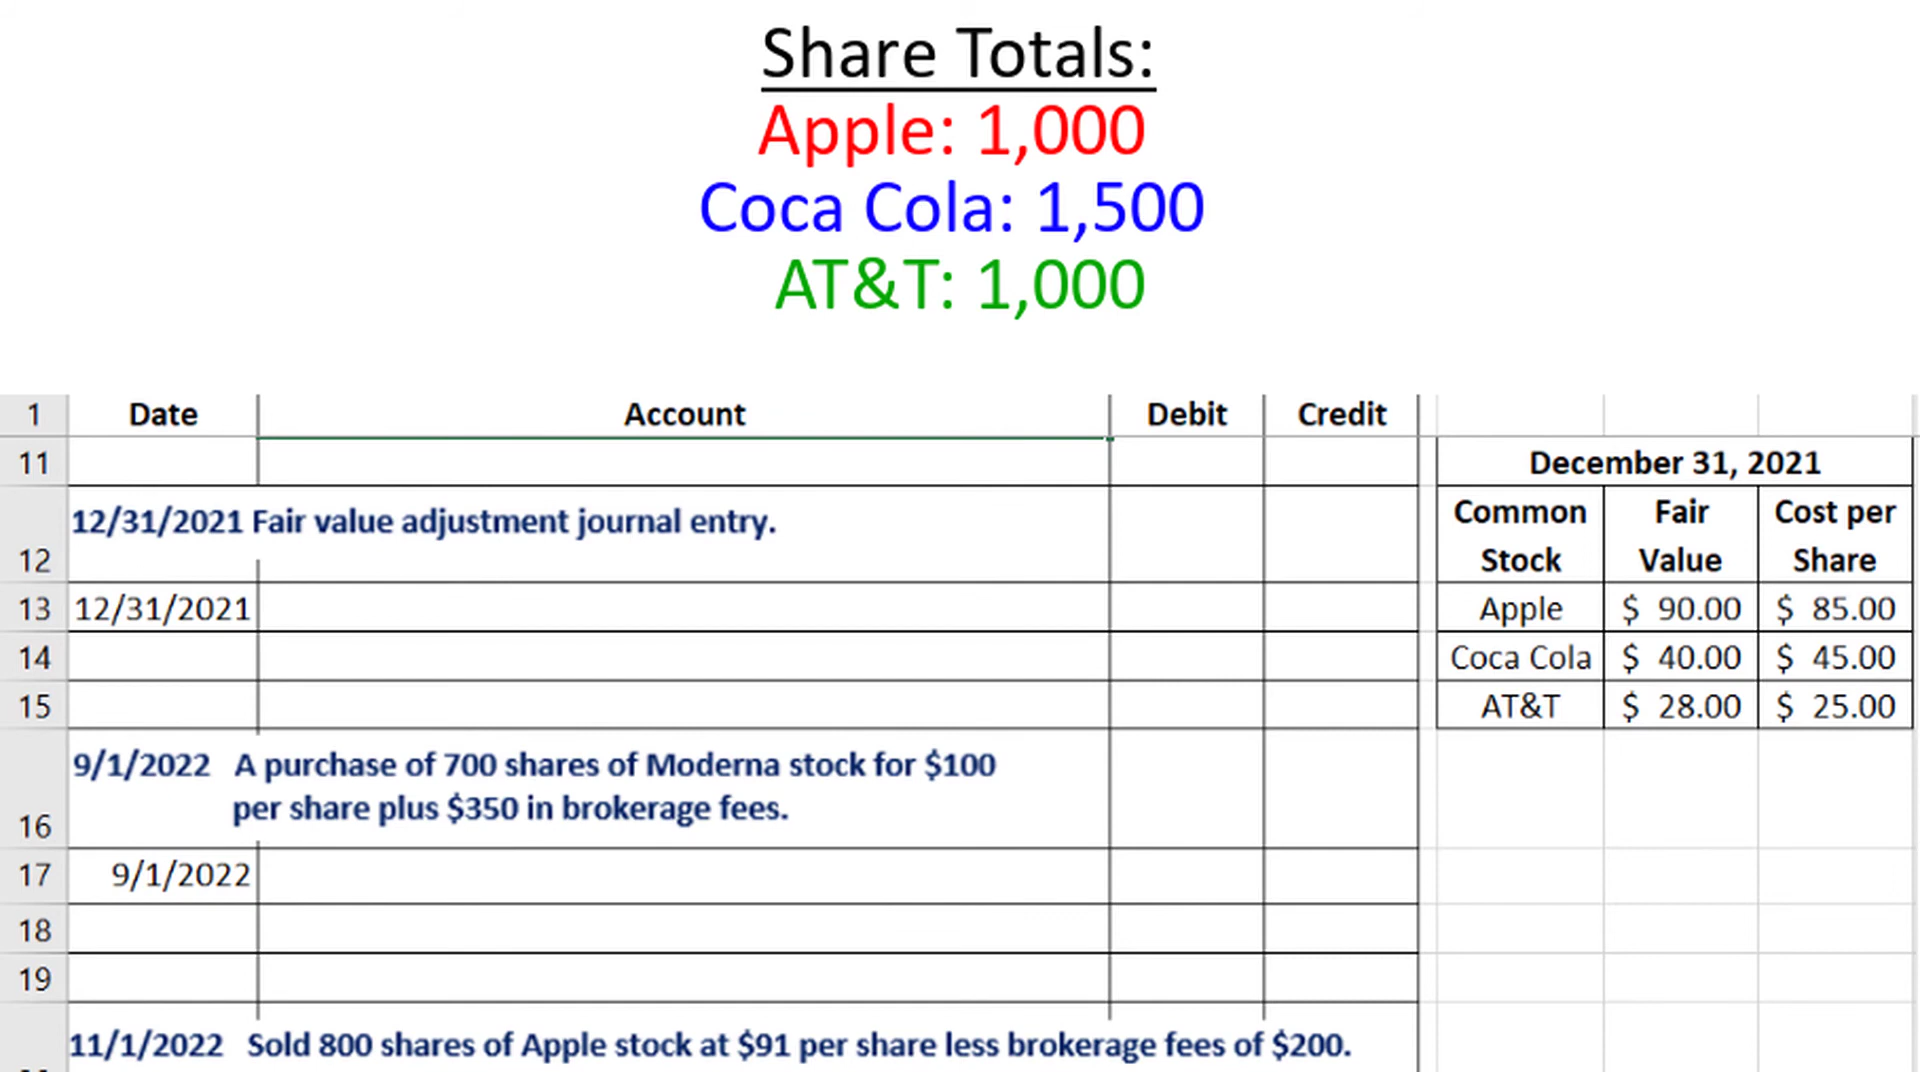 Share Totals:
Apple: 1,000
Coca Cola: 1,500
AT&T: 1,000
1 Date Account Debit Credit
11 December 31, 2021
12/31/2021 Fair value adjustment journal entry.
12
Common Stock Fair Value Cost per Share
13 12/31/2021 Apple $ 90.00 $ 85.00
14 Coca Cola $ 40.00 $ 45.00
15 AT&T $ 28.00 $ 25.00
9/1/2022 A purchase of 700 shares of Moderna stock for $100
per share plus $350 in brokerage fees.
16
17 9/1/2022
18
19
11/1/2022 Sold 800 shares of Apple stock at $91 per share less brokerage fees of $200.